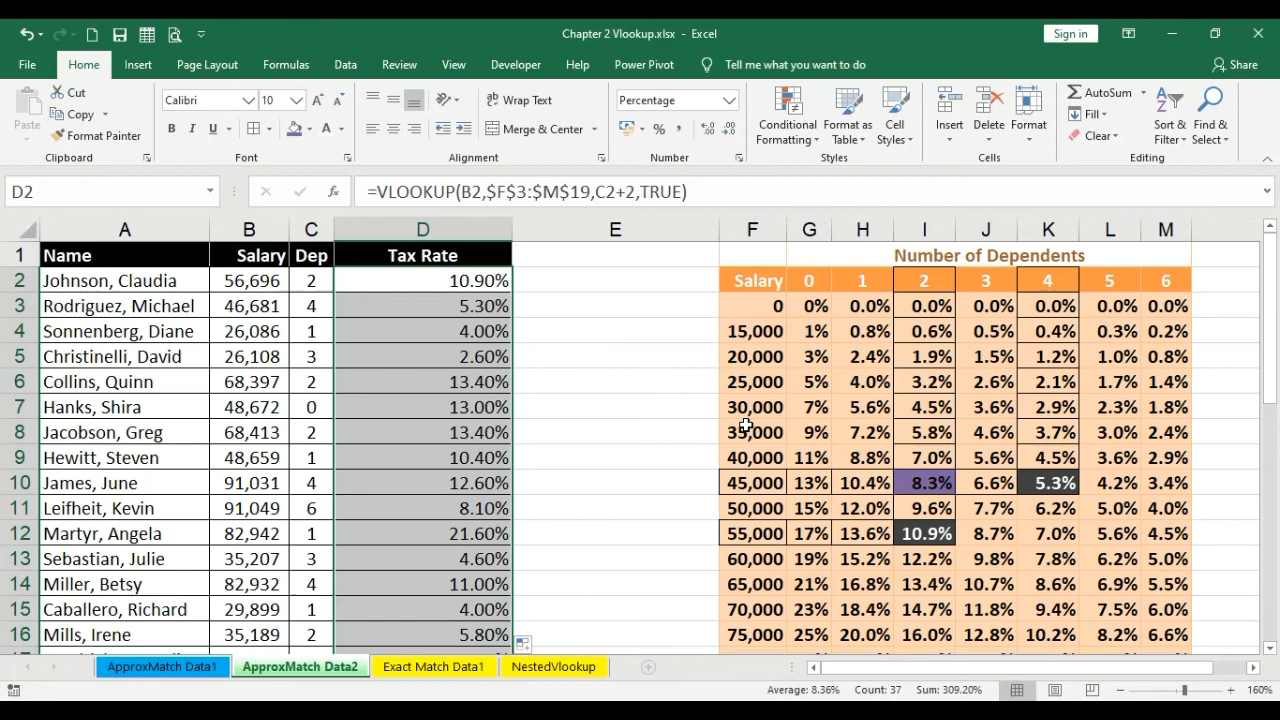 Chapter 2 Vlookup.xlsx - Excel
Sign in
File Home Insert Page Layout Formulas Data Review View Developer Help Power Pivot Tell me what you want to do Share
Paste
Cut
Copy
Format Painter
Calibri 10
B I U A
Wrap Text
Merge & Center
Percentage
%
Conditional Formatting
Format as Table
Cell Styles
Insert
Delete
Format
AutoSum
Fill
Clear
Sort & Filter
Find & Select
Clipboard Font Alignment Number Styles Cells Editing
D2 fx =VLOOKUP(B2,$F$3:$M$19,C2+2,TRUE)
A B C D E F G H I J K L M
1 Name Salary Dep Tax Rate Number of Dependents
2 Johnson, Claudia 56,696 2 10.90% Salary 0 1 2 3 4 5 6
3 Rodriguez, Michael 46,681 4 5.30% 0 0% 0.0% 0.0% 0.0% 0.0% 0.0% 0.0%
4 Sonnenberg, Diane 26,086 1 4.00% 15,000 1% 0.8% 0.6% 0.5% 0.4% 0.3% 0.2%
5 Christinelli, David 26,108 3 2.60% 20,000 3% 2.4% 1.9% 1.5% 1.2% 1.0% 0.8%
6 Collins, Quinn 68,397 2 13.40% 25,000 5% 4.0% 3.2% 2.6% 2.1% 1.7% 1.4%
7 Hanks, Shira 48,672 0 13.00% 30,000 7% 5.6% 4.5% 3.6% 2.9% 2.3% 1.8%
8 Jacobson, Greg 68,413 2 13.40% 35,000 9% 7.2% 5.8% 4.6% 3.7% 3.0% 2.4%
9 Hewitt, Steven 48,659 1 10.40% 40,000 11% 8.8% 7.0% 5.6% 4.5% 3.6% 2.9%
10 James, June 91,031 4 12.60% 45,000 13% 10.4% 8.3% 6.6% 5.3% 4.2% 3.4%
11 Leifheit, Kevin 91,049 6 8.10% 50,000 15% 12.0% 9.6% 7.7% 6.2% 5.0% 4.0%
12 Martyr, Angela 82,942 1 21.60% 55,000 17% 13.6% 10.9% 8.7% 7.0% 5.6% 4.5%
13 Sebastian, Julie 35,207 3 4.60% 60,000 19% 15.2% 12.2% 9.8% 7.8% 6.2% 5.0%
14 Miller, Betsy 82,932 4 11.00% 65,000 21% 16.8% 13.4% 10.7% 8.6% 6.9% 5.5%
15 Caballero, Richard 29,899 1 4.00% 70,000 23% 18.4% 14.7% 11.8% 9.4% 7.5% 6.0%
16 Mills, Irene 35,189 2 5.80% 75,000 25% 20.0% 16.0% 12.8% 10.2% 8.2% 6.6%
ApproxMatch Data1 ApproxMatch Data2 Exact Match Data1 NestedVlookup
Average: 8.36% Count: 37 Sum: 309.20% 160%